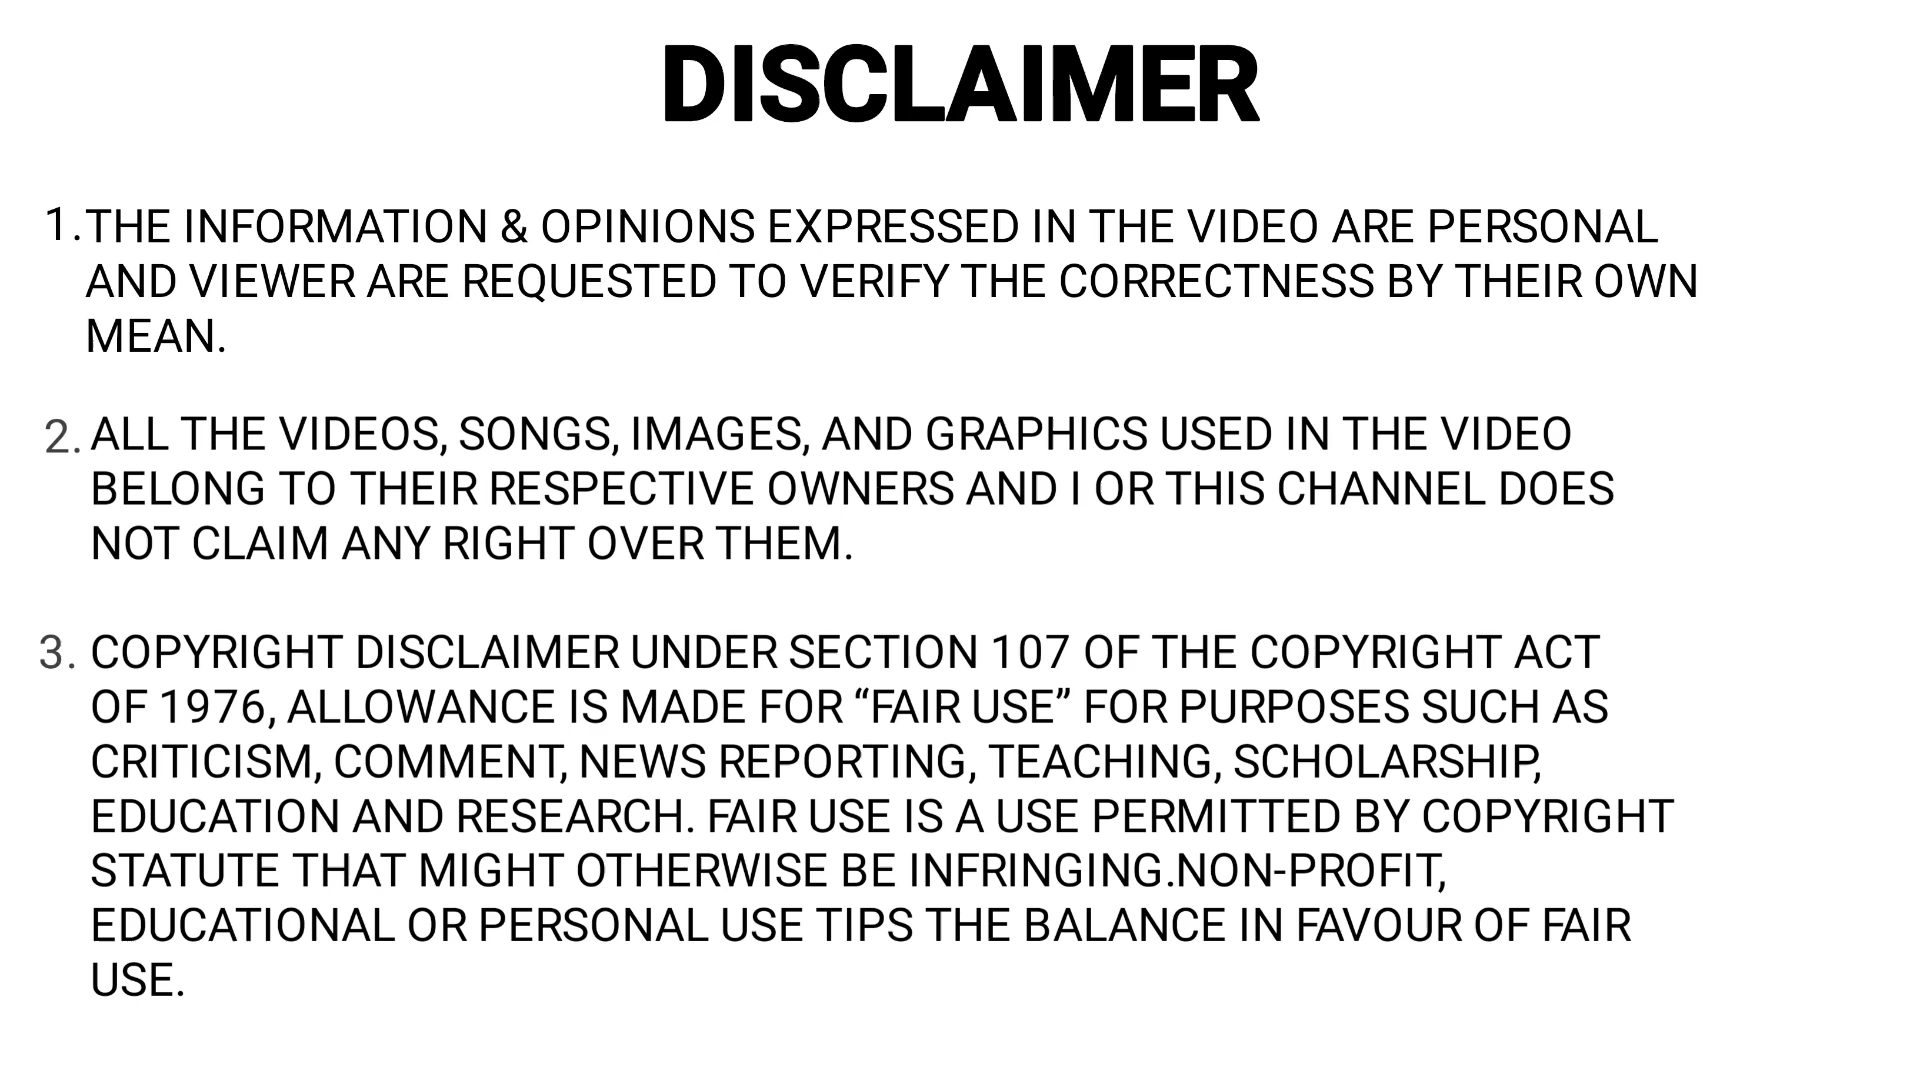 DISCLAIMER
1. THE INFORMATION & OPINIONS EXPRESSED IN THE VIDEO ARE PERSONAL
AND VIEWER ARE REQUESTED TO VERIFY THE CORRECTNESS BY THEIR OWN
MEAN.
2. ALL THE VIDEOS, SONGS, IMAGES, AND GRAPHICS USED IN THE VIDEO
BELONG TO THEIR RESPECTIVE OWNERS AND I OR THIS CHANNEL DOES
NOT CLAIM ANY RIGHT OVER THEM.
3. COPYRIGHT DISCLAIMER UNDER SECTION 107 OF THE COPYRIGHT ACT
OF 1976, ALLOWANCE IS MADE FOR “FAIR USE” FOR PURPOSES SUCH AS
CRITICISM, COMMENT, NEWS REPORTING, TEACHING, SCHOLARSHIP,
EDUCATION AND RESEARCH. FAIR USE IS A USE PERMITTED BY COPYRIGHT
STATUTE THAT MIGHT OTHERWISE BE INFRINGING.NON-PROFIT,
EDUCATIONAL OR PERSONAL USE TIPS THE BALANCE IN FAVOUR OF FAIR
USE.